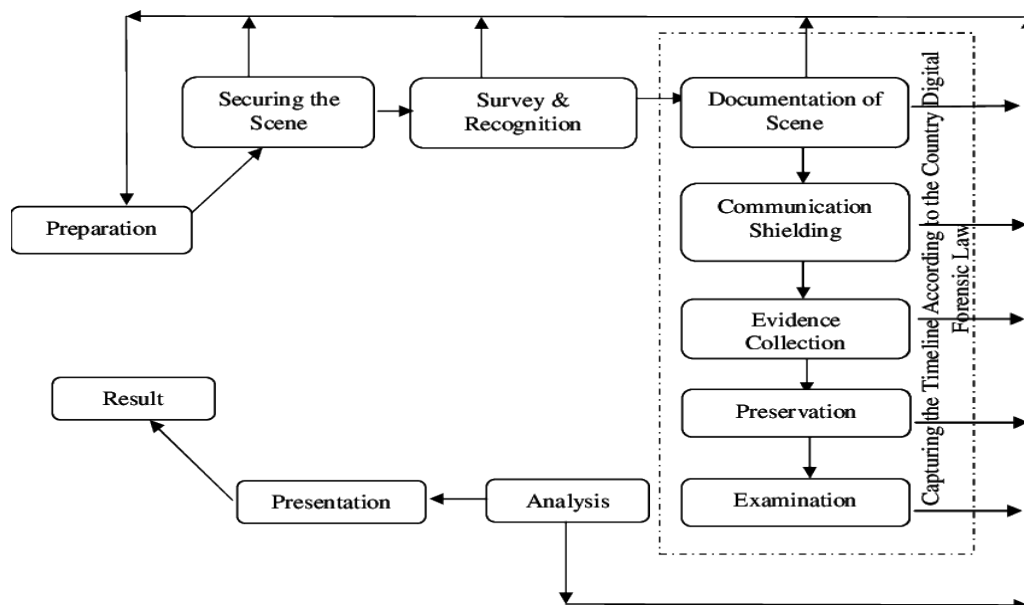 Securing the
Scene
Survey &
Recognition
Documentation of
Scene
Preparation
Communication
Shielding
Evidence
Collection
Preservation
Examination
Capturing the Timeline According to the Country Digital
Forensic Law
Result
Presentation
Analysis